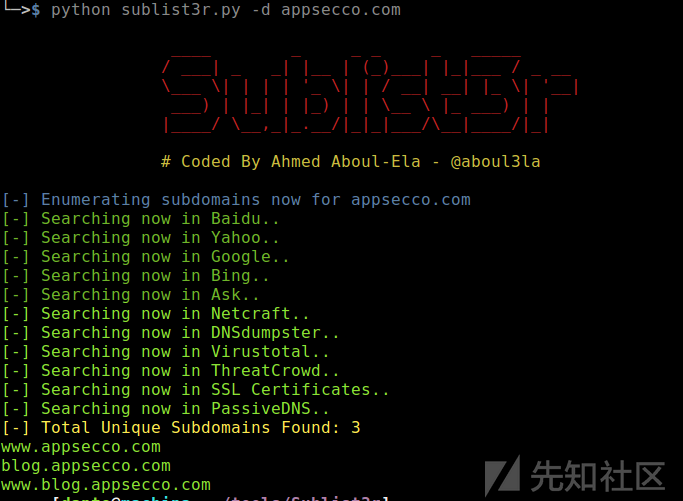 └─>$ python sublist3r.py -d appsecco.com
Sublist3r
# Coded By Ahmed Aboul-Ela - @aboul3la
[-] Enumerating subdomains now for appsecco.com
[-] Searching now in Baidu..
[-] Searching now in Yahoo..
[-] Searching now in Google..
[-] Searching now in Bing..
[-] Searching now in Ask..
[-] Searching now in Netcraft..
[-] Searching now in DNSdumpster..
[-] Searching now in Virustotal..
[-] Searching now in ThreatCrowd..
[-] Searching now in SSL Certificates..
[-] Searching now in PassiveDNS..
[-] Total Unique Subdomains Found: 3
www.appsecco.com
blog.appsecco.com
www.blog.appsecco.com
先知社区